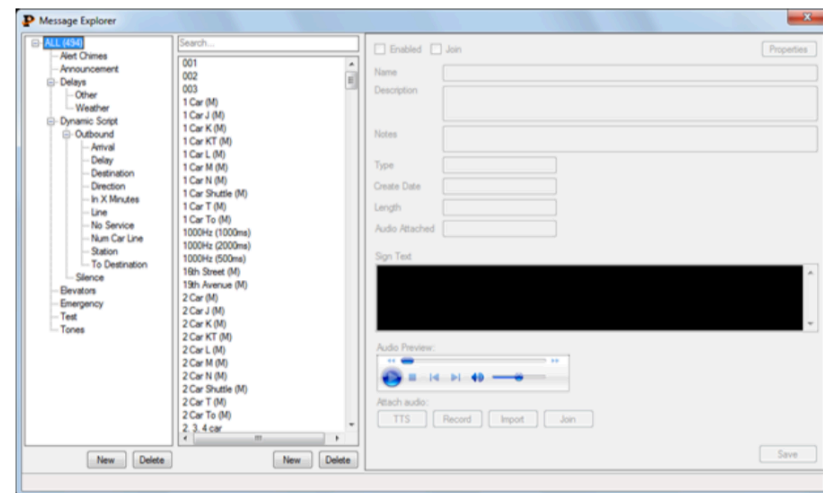 Message Explorer
ALL (494)
Alert Chimes
Announcement
Delays
Other
Weather
Dynamic Script
Outbound
Arrival
Delay
Destination
Direction
In X Minutes
Line
No Service
Num Car Line
Station
To Destination
Silence
Elevators
Emergency
Test
Tones
New Delete
Search...
001
002
003
1 Car (M)
1 Car J (M)
1 Car K (M)
1 Car KT (M)
1 Car L (M)
1 Car M (M)
1 Car N (M)
1 Car Shuttle (M)
1 Car T (M)
1 Car To (M)
1000Hz (1000ms)
1000Hz (2000ms)
1000Hz (500ms)
16th Street (M)
19th Avenue (M)
2 Car (M)
2 Car J (M)
2 Car K (M)
2 Car KT (M)
2 Car L (M)
2 Car M (M)
2 Car N (M)
2 Car Shuttle (M)
2 Car T (M)
2 Car To (M)
2, 3, 4 car
New Delete
Enabled Join Properties
Name
Description
Notes
Type
Create Date
Length
Audio Attached
Sign Text
Audio Preview:
Attach audio:
TTS Record Import Join
Save